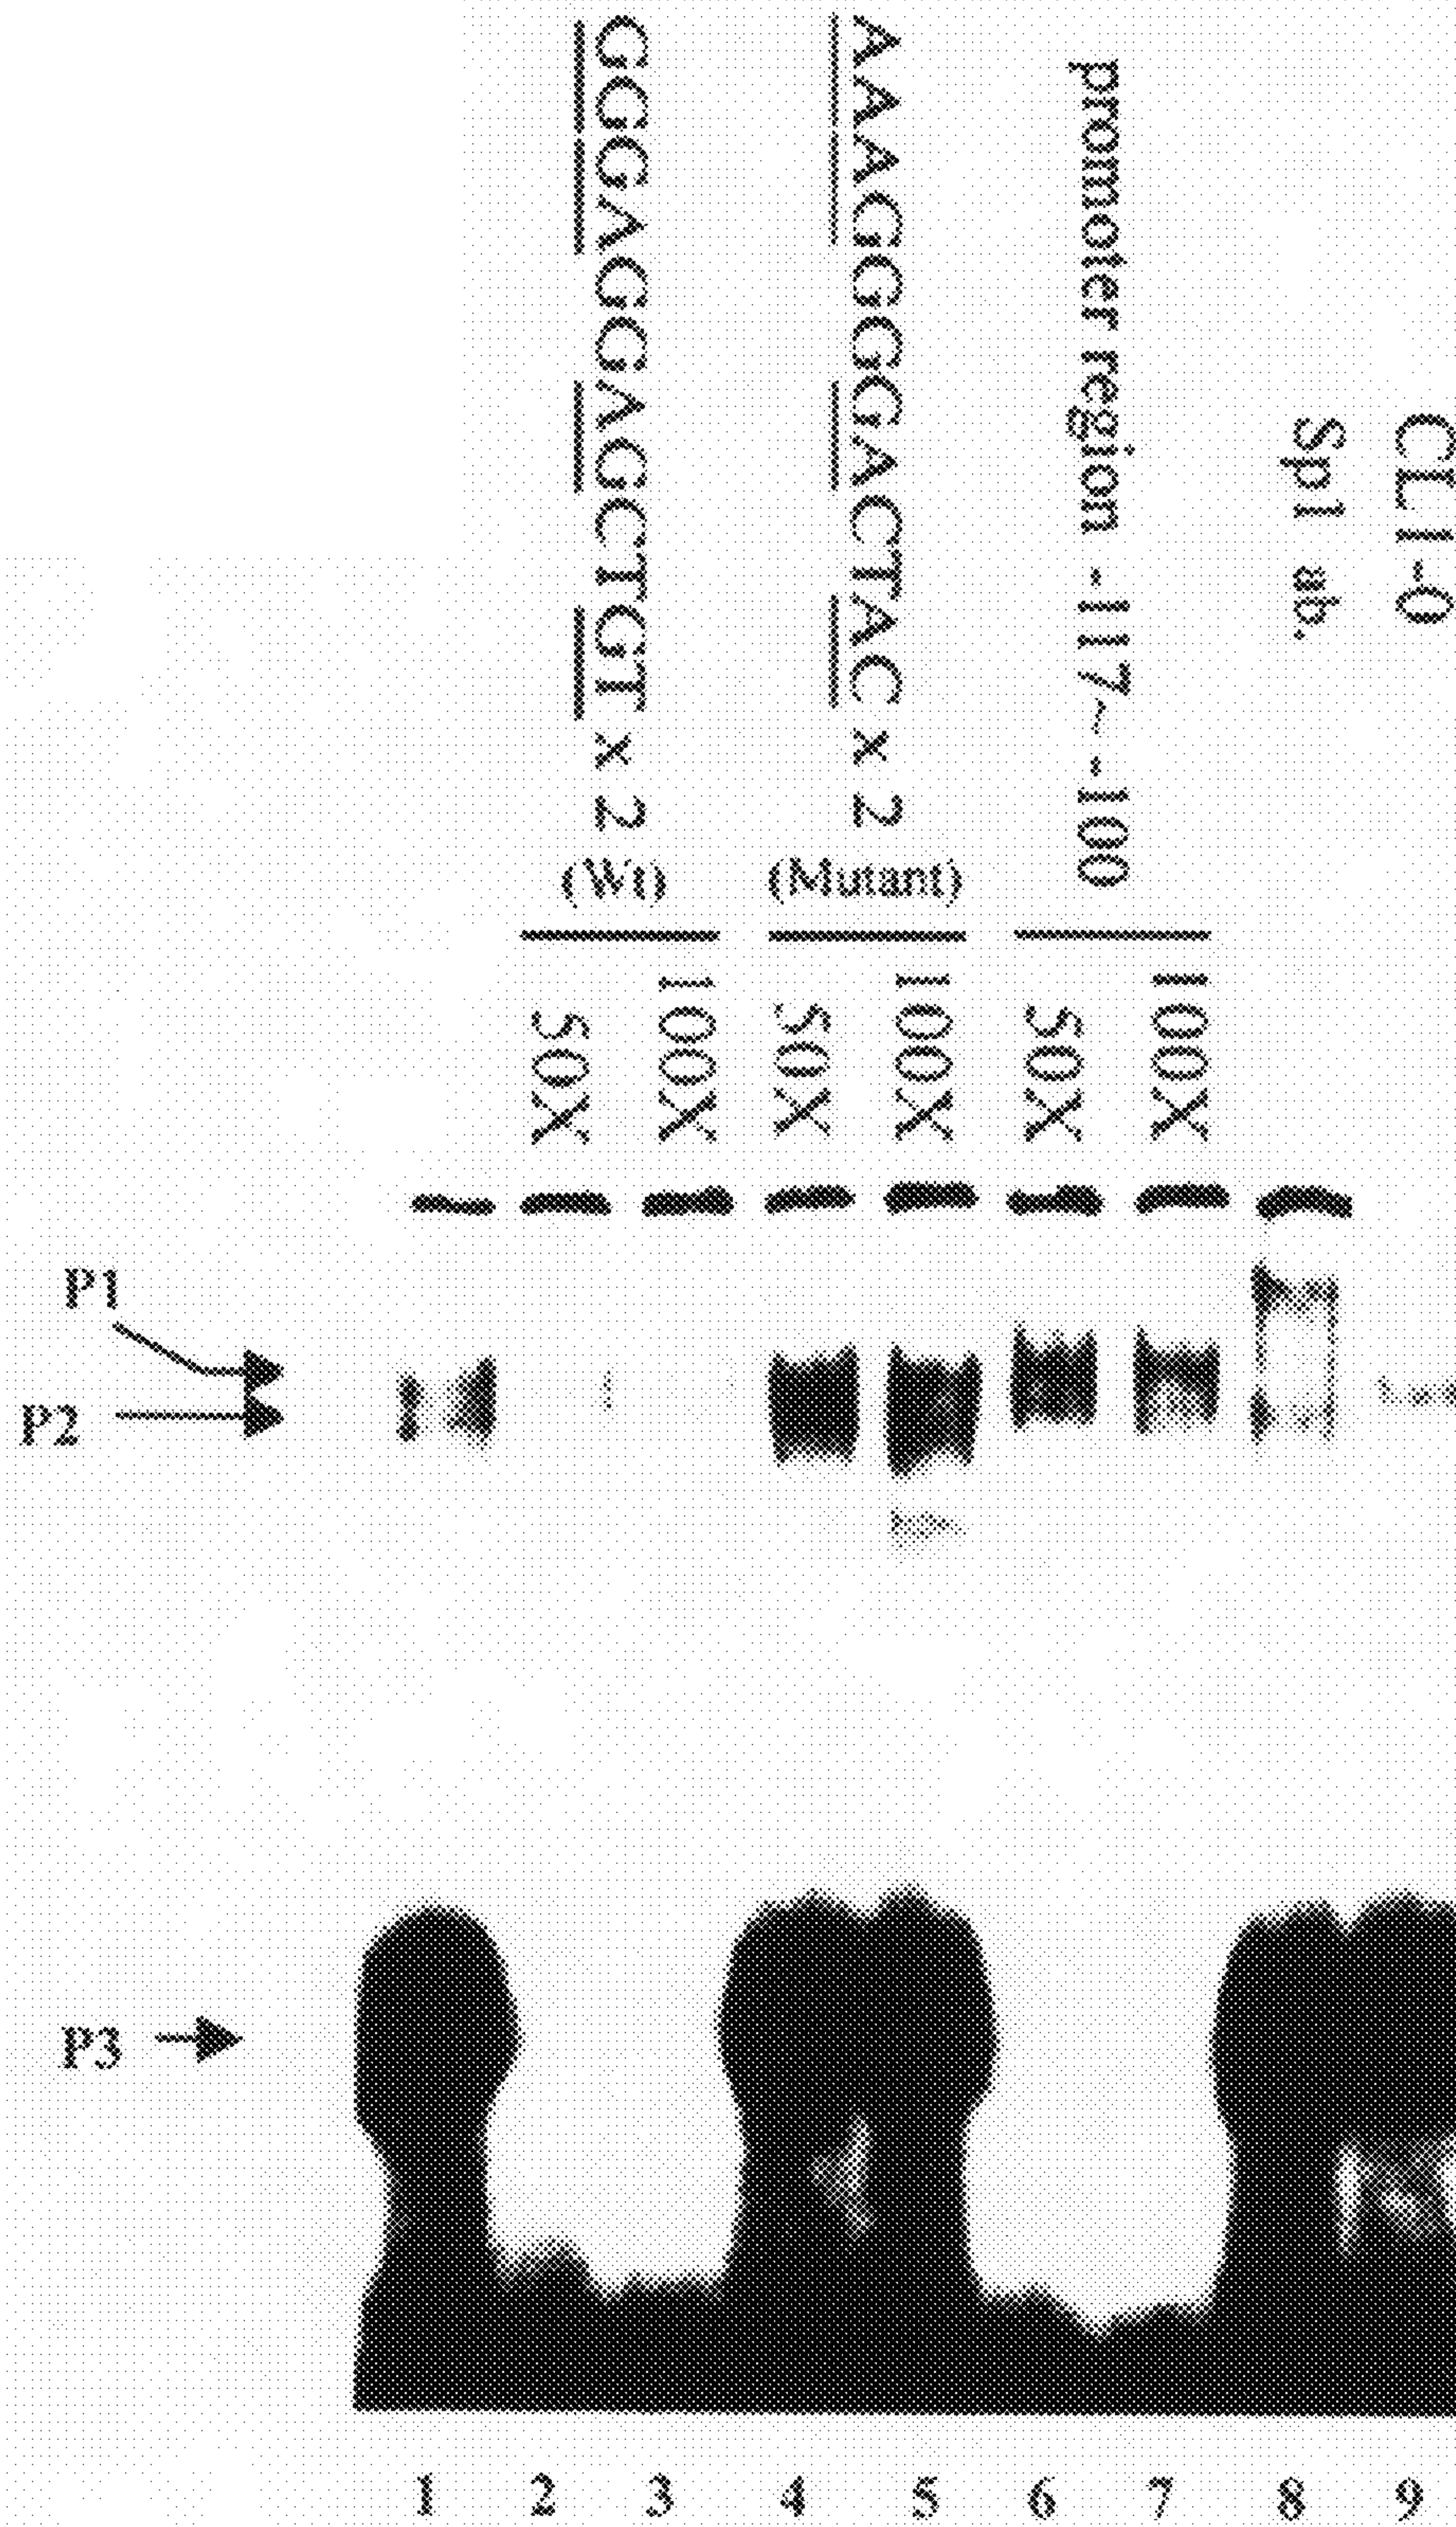 GGGAGGAGCTGT x 2
(Wt)
AAAGGGGACTAC x 2
(Mutant)
promoter region -117~ -100
Sp1 ab.
CL1-0
50X 100X 50X 100X 50X 100X
P1
P2
P3
1 2 3 4 5 6 7 8 9